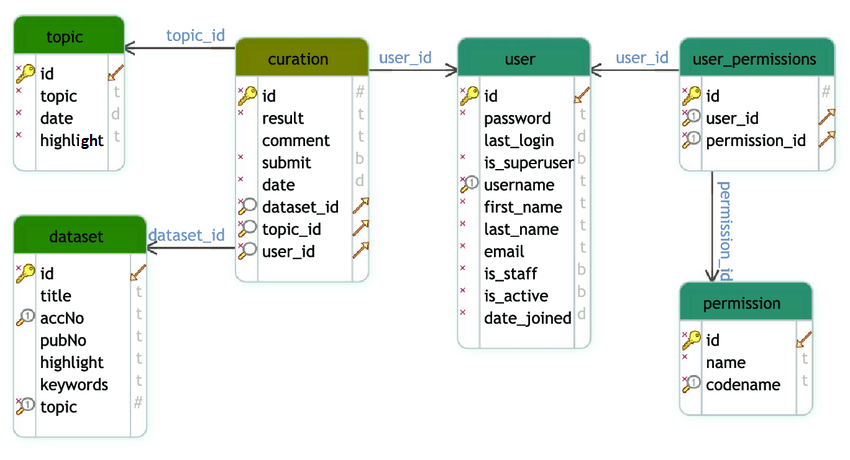 topic
id
topic t
date d
highlight t
topic_id
curation
id #
result t
comment t
submit b
date d
dataset_id
topic_id
user_id
user_id
user
id
password t
last_login d
is_superuser b
username t
first_name t
last_name t
email t
is_staff b
is_active b
date_joined d
user_id
user_permissions
id #
user_id
permission_id
permission_id
dataset
id
title t
accNo t
pubNo t
highlight t
keywords t
topic #
dataset_id
permission
id
name t
codename t